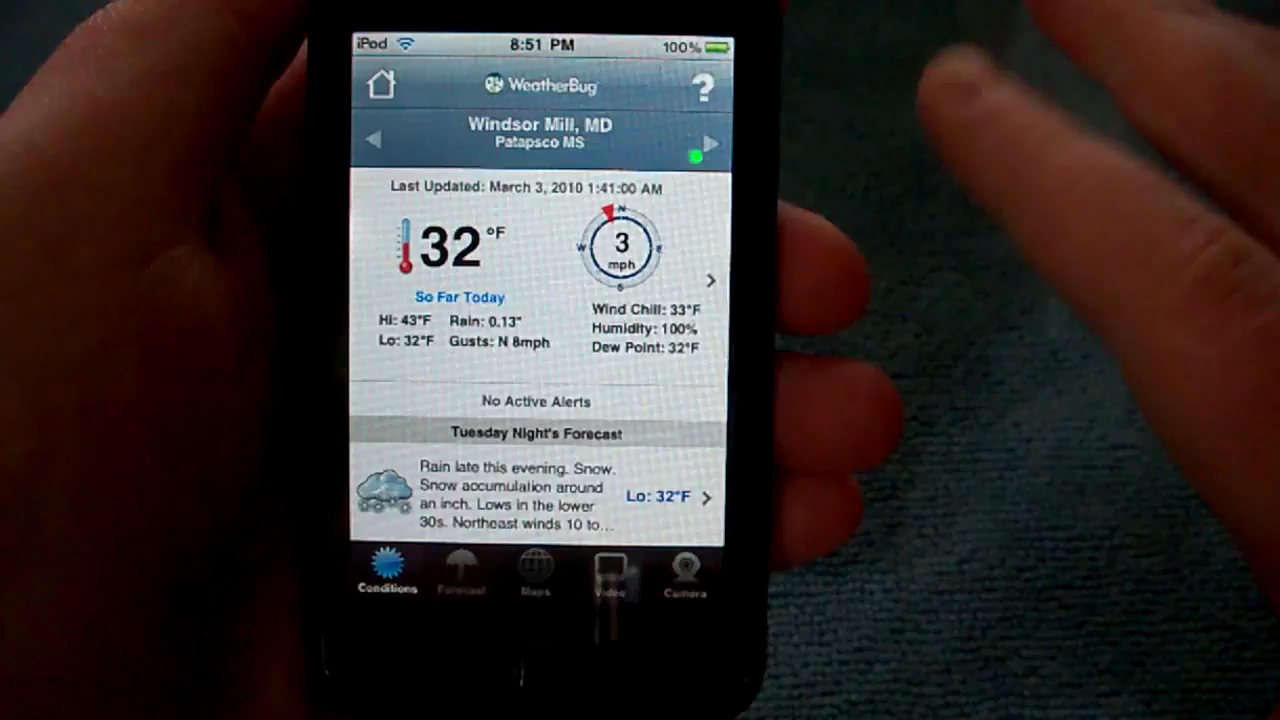 iPod 8:51 PM 100%
WeatherBug ?
Windsor Mill, MD
Patapsco MS
Last Updated: March 3, 2010 1:41:00 AM
32 °F
N
W E
3
mph
S
So Far Today
Hi: 43°F Rain: 0.13"
Lo: 32°F Gusts: N 8mph
Wind Chill: 33°F
Humidity: 100%
Dew Point: 32°F
No Active Alerts
Tuesday Night's Forecast
Rain late this evening. Snow.
Snow accumulation around
an inch. Lows in the lower
30s. Northeast winds 10 to...
Lo: 32°F
Conditions Forecast Maps Video Camera